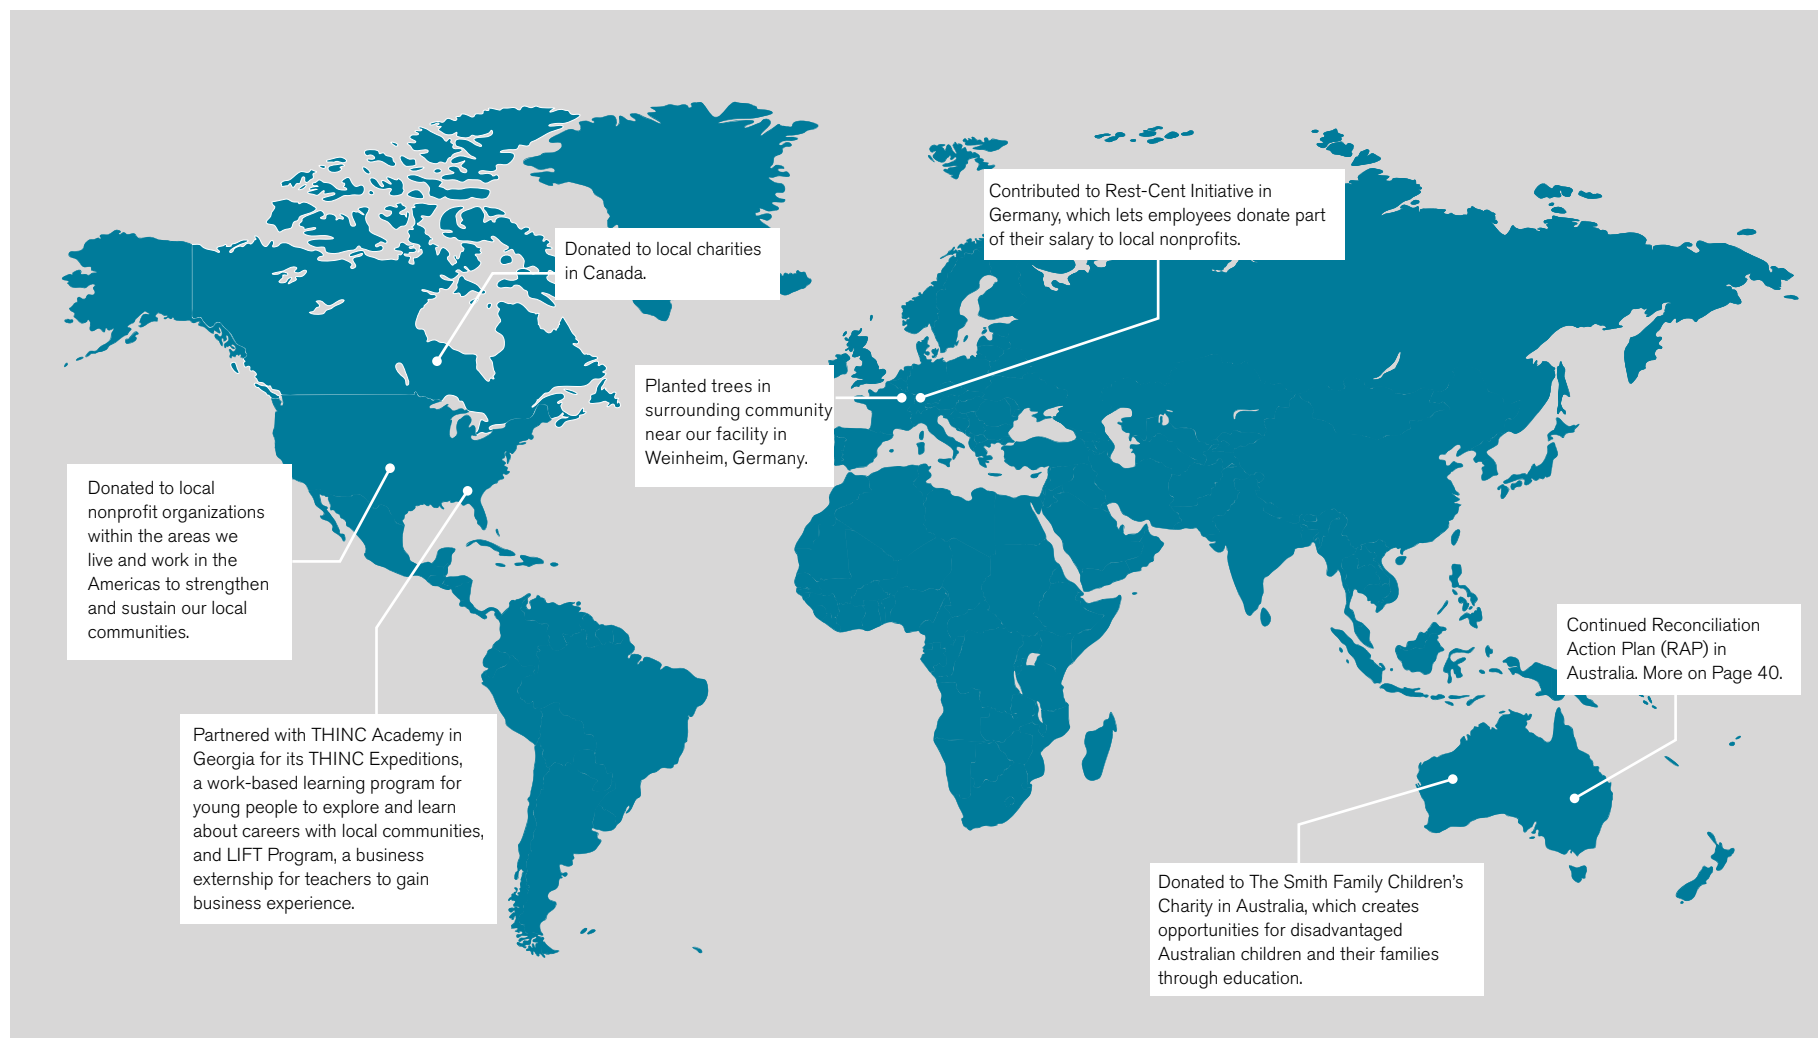 Contributed to Rest-Cent Initiative in
Germany, which lets employees donate part
of their salary to local nonprofits.
Donated to local charities
in Canada.
Planted trees in
surrounding community
near our facility in
Weinheim, Germany.
Donated to local
nonprofit organizations
within the areas we
live and work in the
Americas to strengthen
and sustain our local
communities.
Continued Reconciliation
Action Plan (RAP) in
Australia. More on Page 40.
Partnered with THINC Academy in
Georgia for its THINC Expeditions,
a work-based learning program for
young people to explore and learn
about careers with local communities,
and LIFT Program, a business
externship for teachers to gain
business experience.
Donated to The Smith Family Children’s
Charity in Australia, which creates
opportunities for disadvantaged
Australian children and their families
through education.